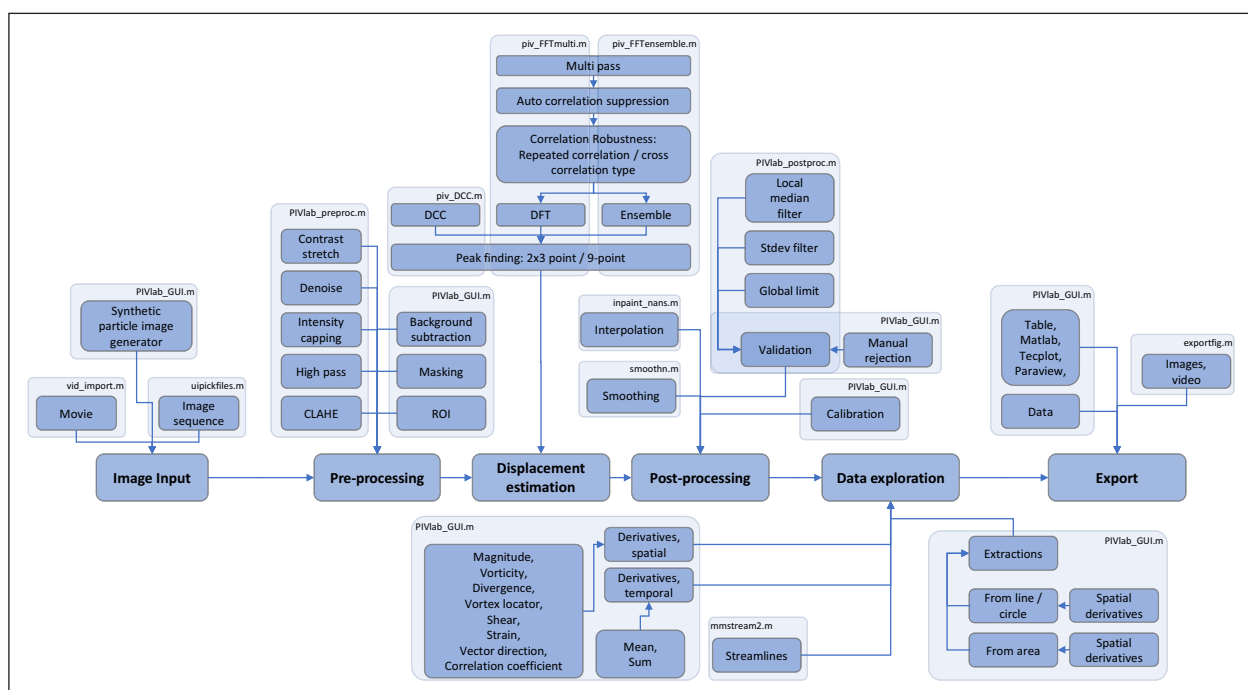 piv_FFTmulti.m
piv_FFTensemble.m
Multi pass
Auto correlation suppression
Correlation Robustness:
Repeated correlation / cross
correlation type
piv_DCC.m
DCC
DFT
Ensemble
Peak finding: 2x3 point / 9-point
PIVlab_preproc.m
Contrast
stretch
Denoise
Intensity
capping
High pass
CLAHE
PIVlab_GUI.m
Background
subtraction
Masking
ROI
PIVlab_GUI.m
Synthetic
particle image
generator
vid_import.m
Movie
uipickfiles.m
Image
sequence
PIVlab_postproc.m
Local
median
filter
Stdev filter
Global limit
Validation
PIVlab_GUI.m
Manual
rejection
inpaint_nans.m
Interpolation
smoothn.m
Smoothing
PIVlab_GUI.m
Calibration
PIVlab_GUI.m
Table,
Matlab,
Tecplot,
Paraview,
Data
exportfig.m
Images,
video
Image Input
Pre-processing
Displacement
estimation
Post-processing
Data exploration
Export
PIVlab_GUI.m
Magnitude,
Vorticity,
Divergence,
Vortex locator,
Shear,
Strain,
Vector direction,
Correlation coefficient
Derivatives,
spatial
Derivatives,
temporal
Mean,
Sum
mmstream2.m
Streamlines
PIVlab_GUI.m
Extractions
From line /
circle
Spatial
derivatives
From area
Spatial
derivatives